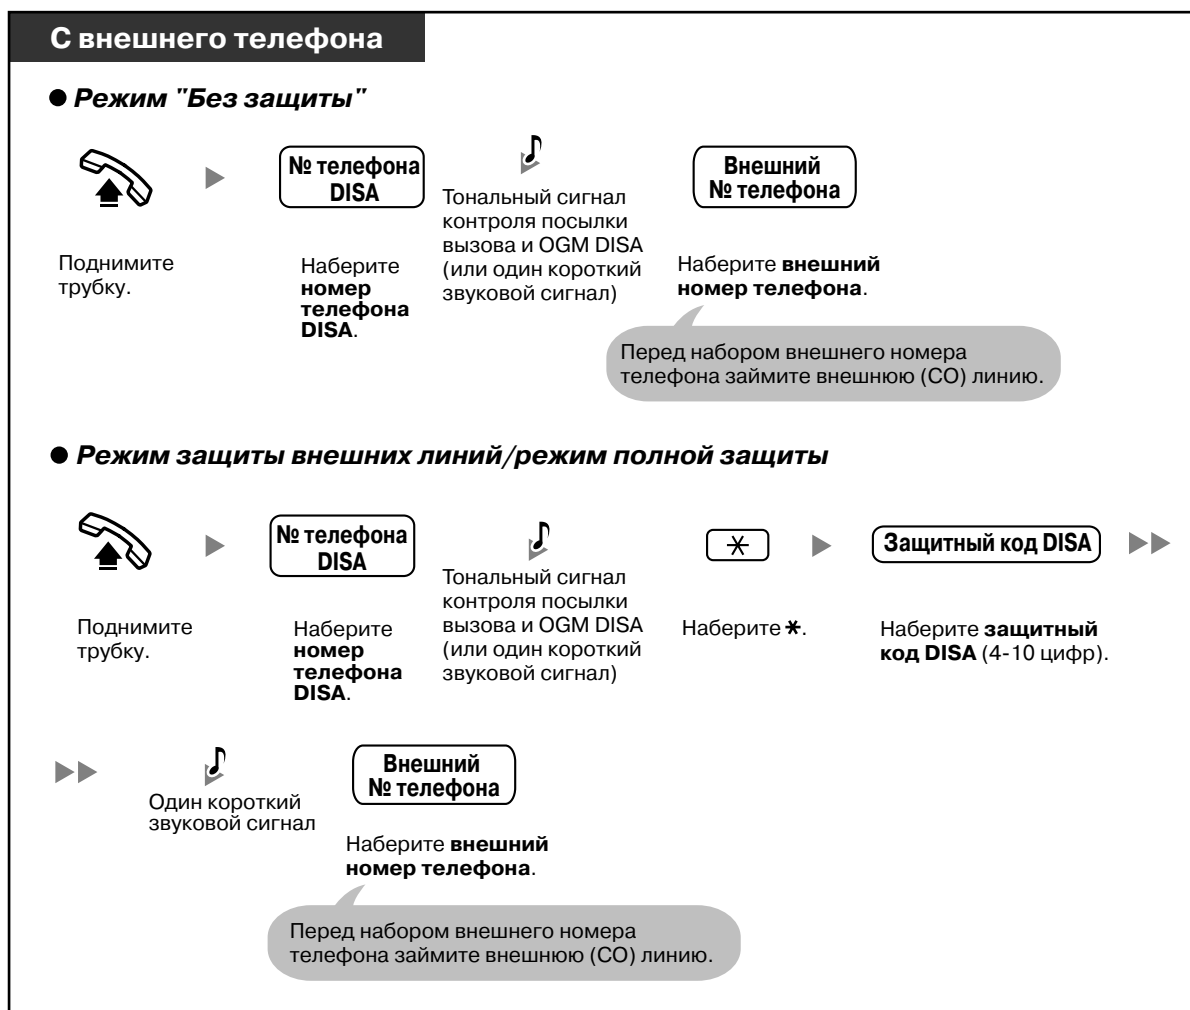 С внешнего телефона
● Режим "Без защиты"
№ телефона
DISA
Внешний
№ телефона
Тональный сигнал
контроля посылки
вызова и OGM DISA
(или один короткий
звуковой сигнал)
Поднимите
трубку.
Наберите
номер
телефона
DISA.
Наберите внешний
номер телефона.
Перед набором внешнего номера
телефона займите внешнюю (СО) линию.
● Режим защиты внешних линий/режим полной защиты
№ телефона
DISA
Тональный сигнал
контроля посылки
вызова и OGM DISA
(или один короткий
звуковой сигнал)
*
Защитный код DISA
Поднимите
трубку.
Наберите
номер
телефона
DISA.
Наберите *.
Наберите защитный
код DISA (4-10 цифр).
Один короткий
звуковой сигнал
Внешний
№ телефона
Наберите внешний
номер телефона.
Перед набором внешнего номера
телефона займите внешнюю (СО) линию.